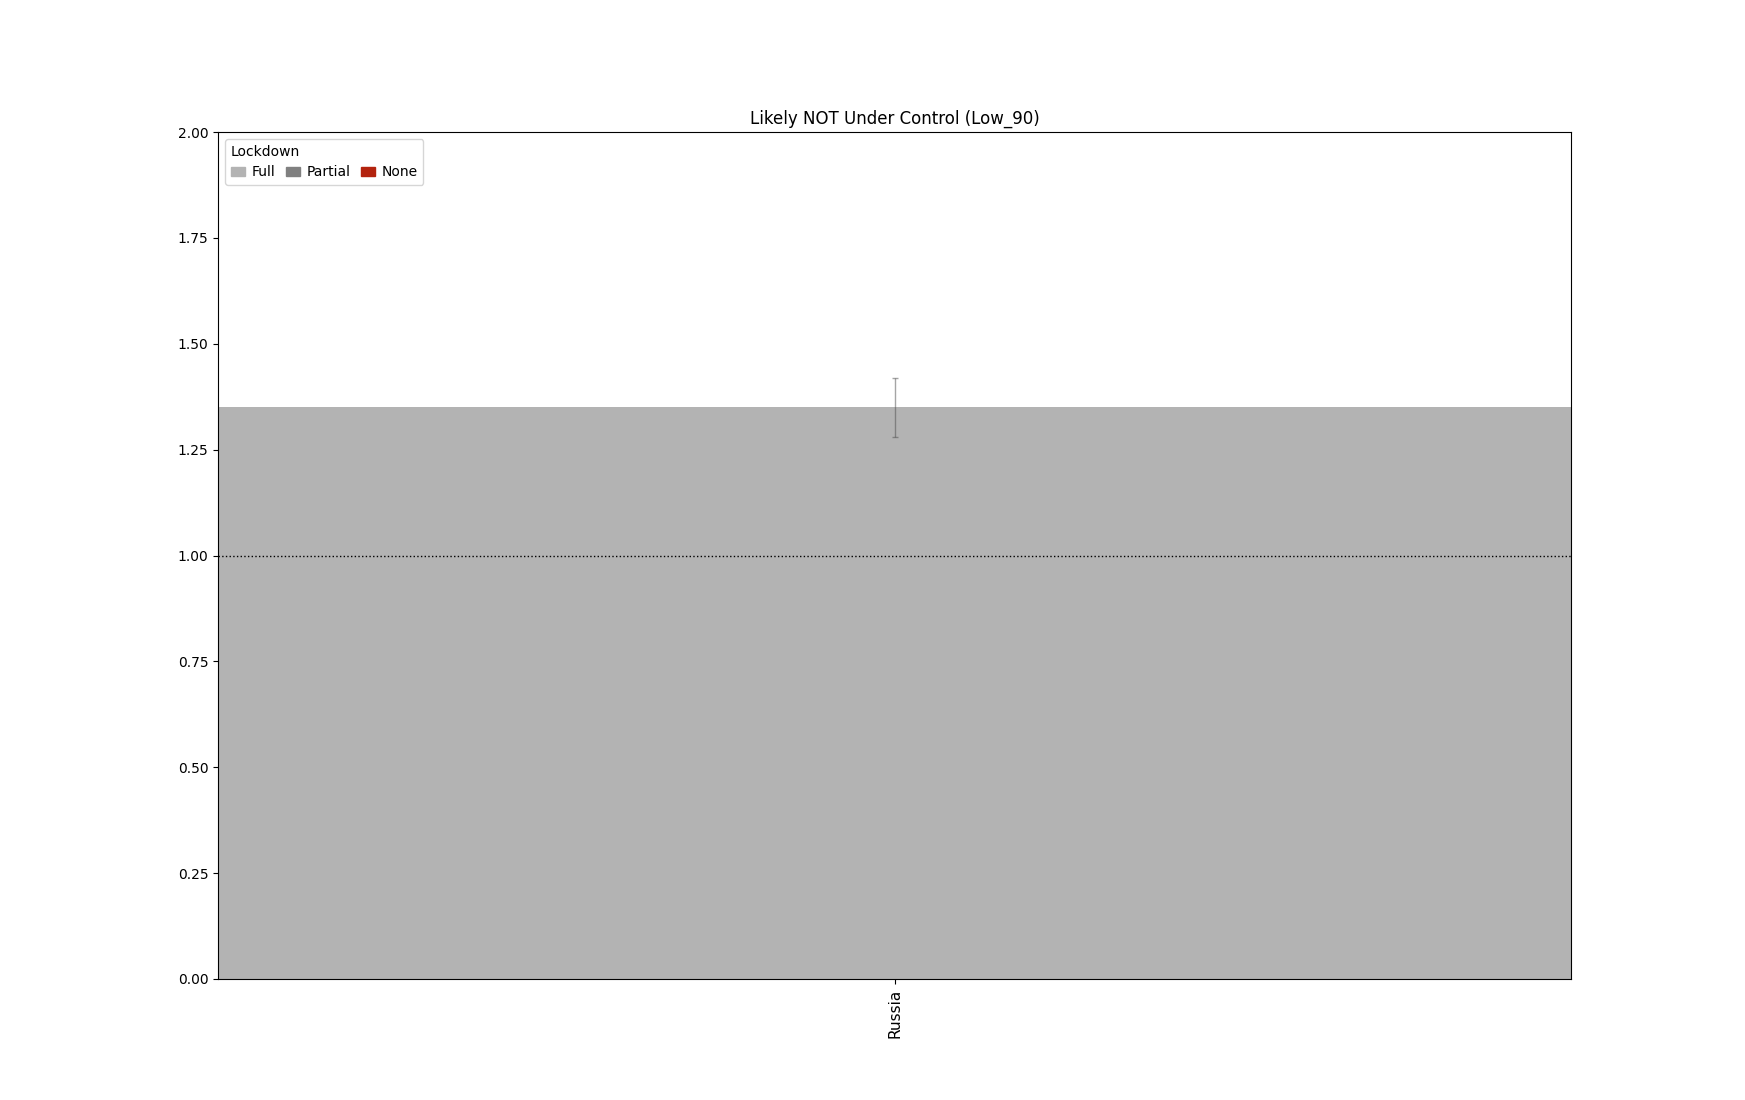 Likely NOT Under Control (Low_90)
2.00
Lockdown
Full Partial None
1.75
1.50
1.25
1.00
0.75
0.50
0.25
0.00
Russia